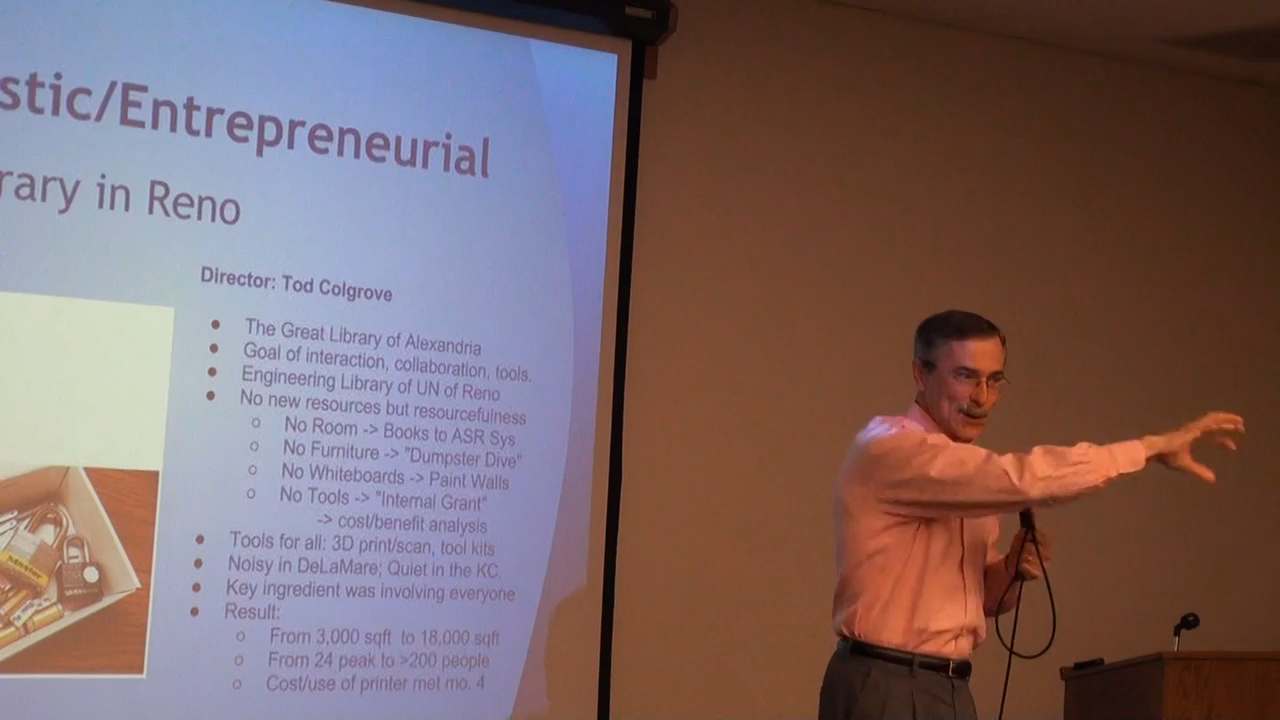 stic/Entrepreneurial
rary in Reno
Director: Tod Colgrove
The Great Library of Alexandria
Goal of interaction, collaboration, tools.
Engineering Library of UN of Reno
No new resources but resourcefulness
No Room -> Books to ASR Sys
No Furniture -> "Dumpster Dive"
No Whiteboards -> Paint Walls
No Tools -> "Internal Grant"
-> cost/benefit analysis
Tools for all: 3D print/scan, tool kits
Noisy in DeLaMare; Quiet in the KC.
Key ingredient was involving everyone
Result:
From 3,000 sqft to 18,000 sqft
From 24 peak to >200 people
Cost/use of printer met mo. 4
Master